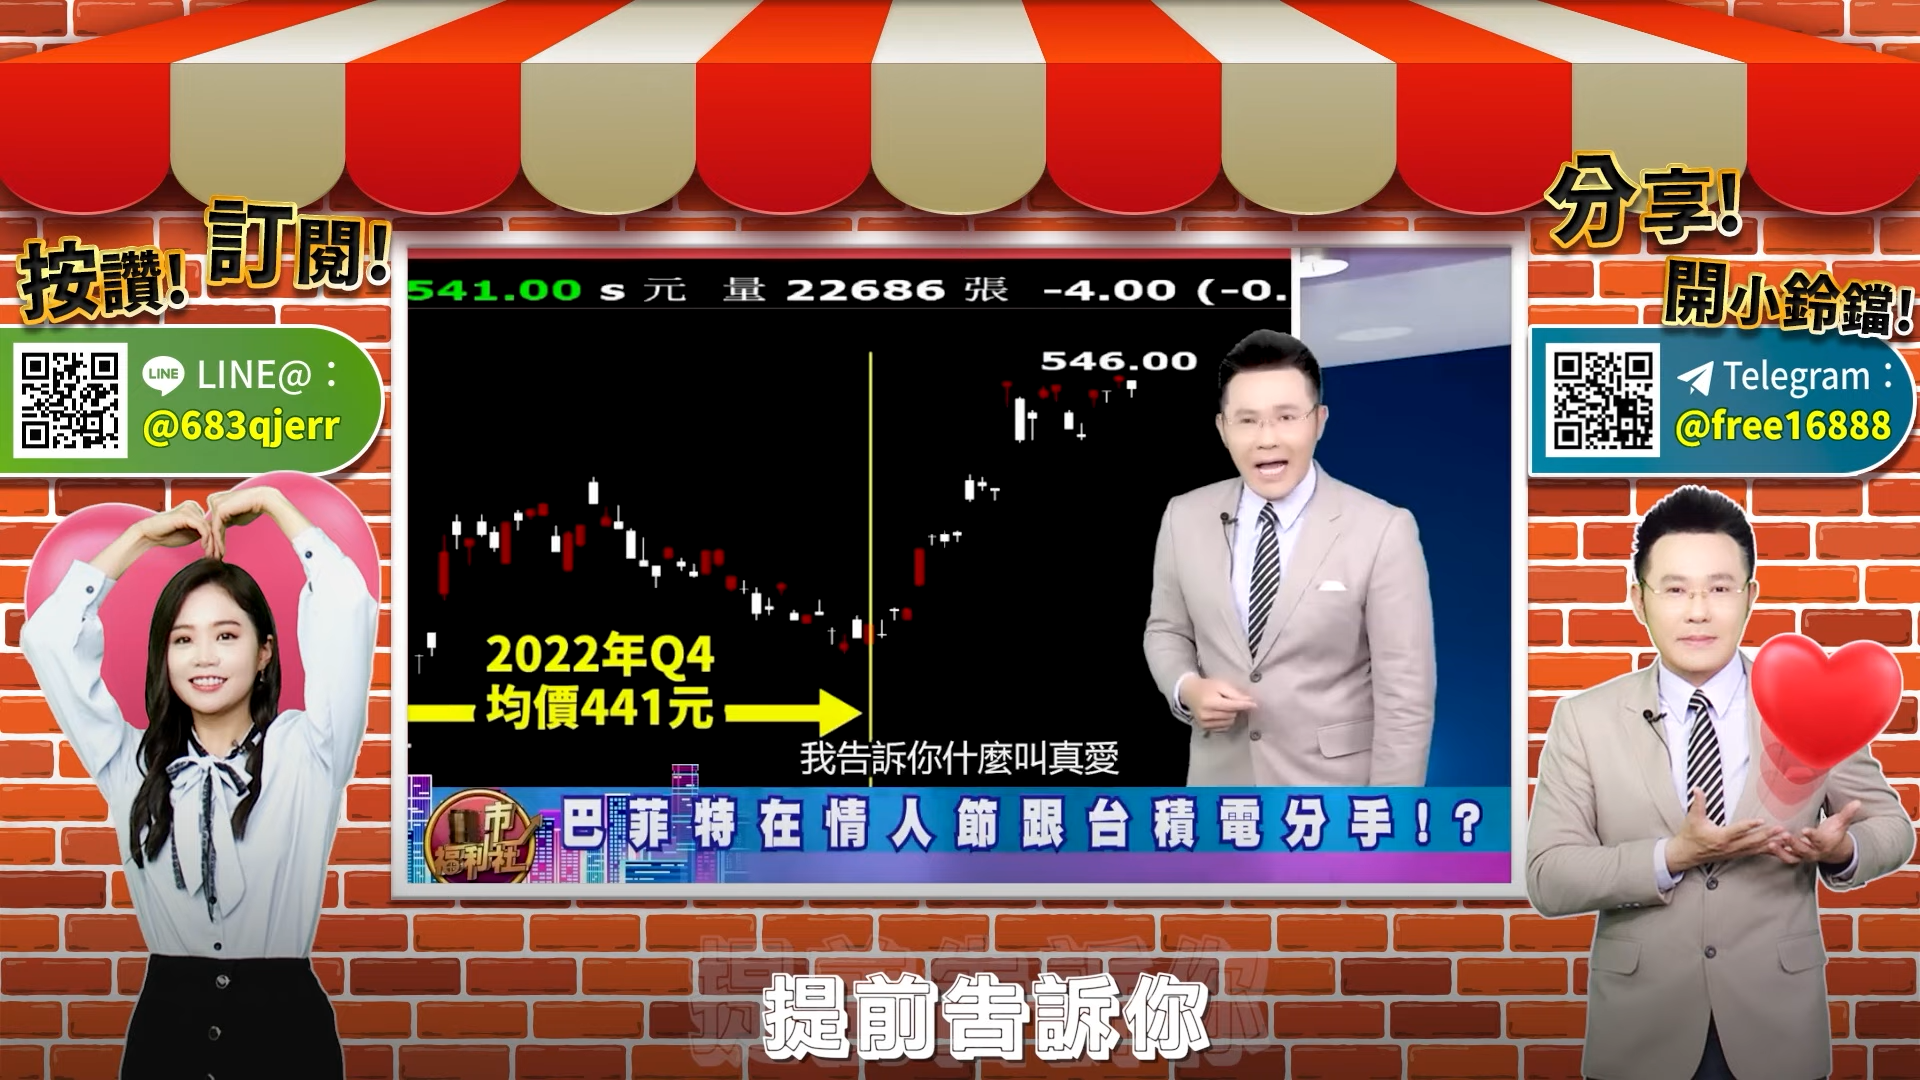 按讚!
訂閱!
LINE
LINE@：
@683qjerr
分享!
開小鈴鐺!
Telegram：
@free16888
541.00 s 元 量 22686 張 -4.00 (-0.
546.00
2022年Q4
均價441元
我告訴你什麼叫真愛
市
福利社
巴菲特在情人節跟台積電分手!?
提前告訴你